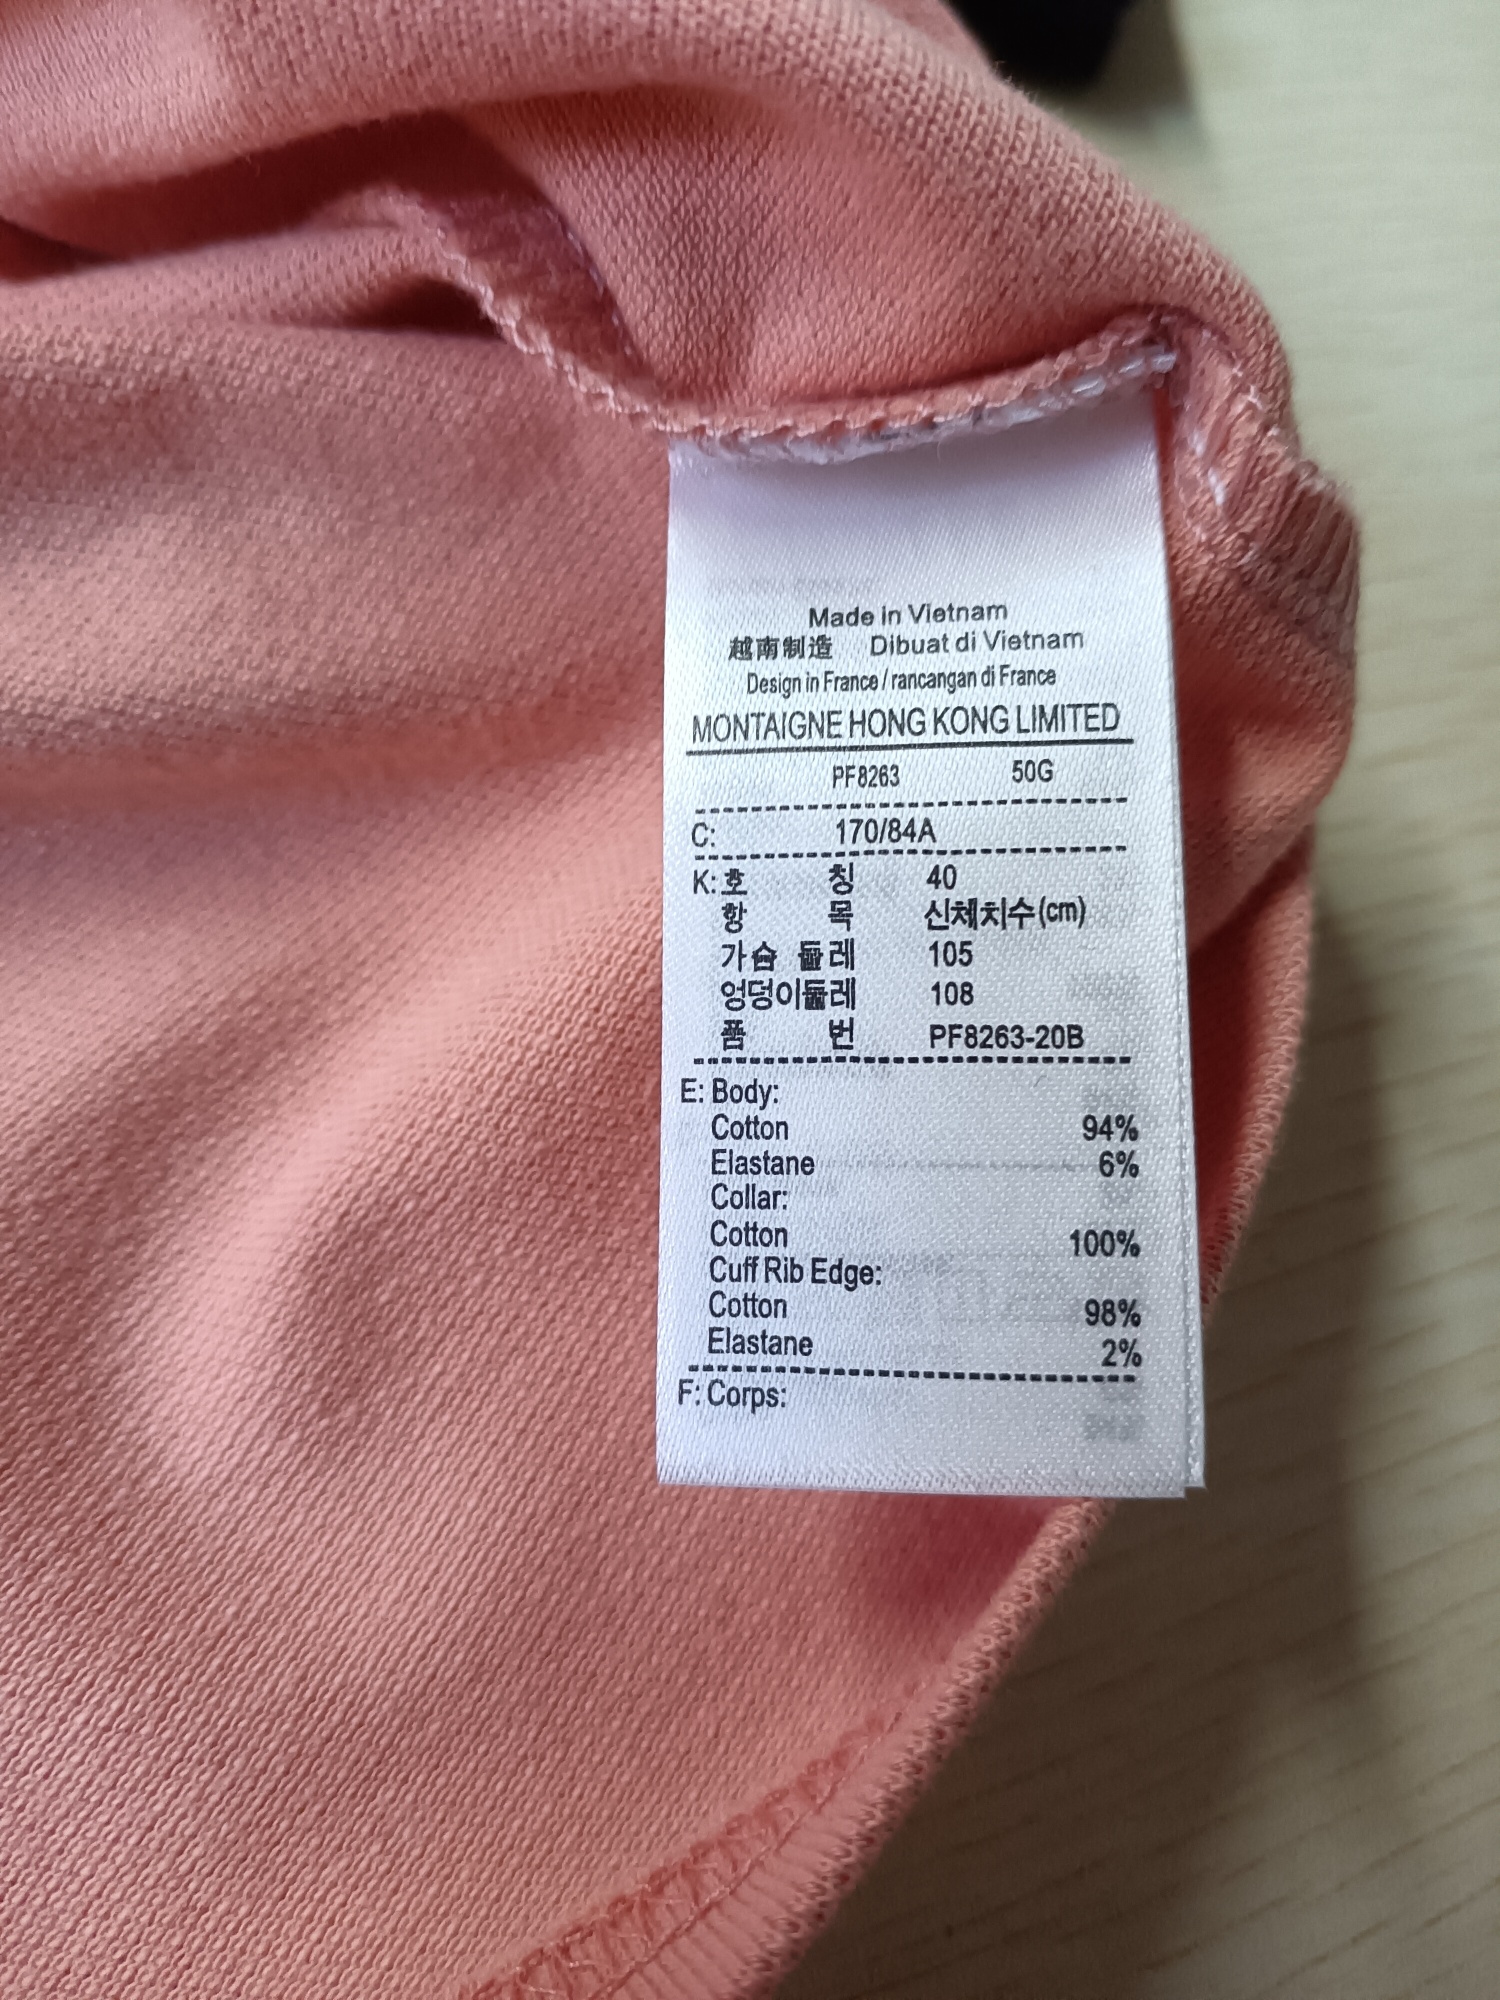 Made in Vietnam
越南制造 Dibuat di Vietnam
Design in France / rancangan di France
MONTAIGNE HONG KONG LIMITED
PF8263 50G
C: 170/84A
K: 호 칭 40
항 목 신체치수(cm)
가슴 둘레 105
엉덩이둘레 108
품 번 PF8263-20B
E: Body:
Cotton 94%
Elastane 6%
Collar:
Cotton 100%
Cuff Rib Edge:
Cotton 98%
Elastane 2%
F: Corps: